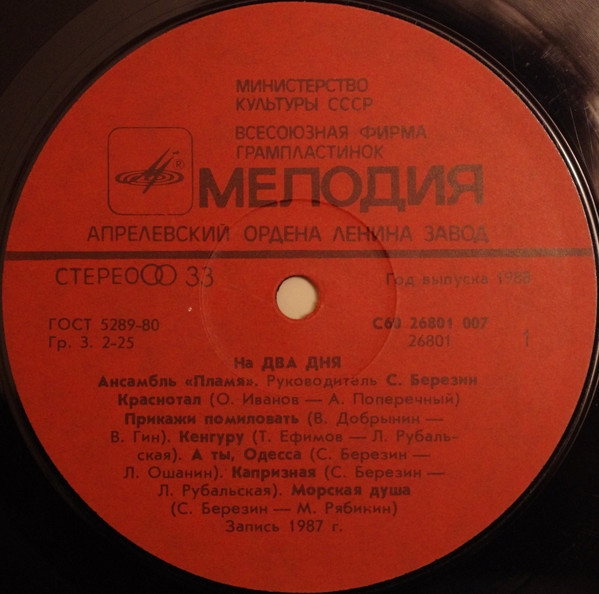 МИНИСТЕРСТВО
КУЛЬТУРЫ СССР
ВСЕСОЮЗНАЯ ФИРМА
ГРАМПЛАСТИНОК
®
МЕЛОДИЯ
АПРЕЛЕВСКИЙ ОРДЕНА ЛЕНИНА ЗАВОД
СТЕРЕО 33
Год выпуска 1988
ГОСТ 5289-80
Гр. 3. 2-25
С60 26801 007
26801
1
На ДВА ДНЯ
Ансамбль «Пламя». Руководитель С. Березин
Краснотал (О. Иванов — А. Поперечный)
Прикажи помиловать (В. Добрынин —
В. Гин). Кенгуру (Т. Ефимов — Л. Рубаль-
ская). А ты, Одесса (С. Березин —
Л. Ошанин). Капризная (С. Березин —
Л. Рубальская). Морская душа
(С. Березин — М. Рябикин)
Запись 1987 г.